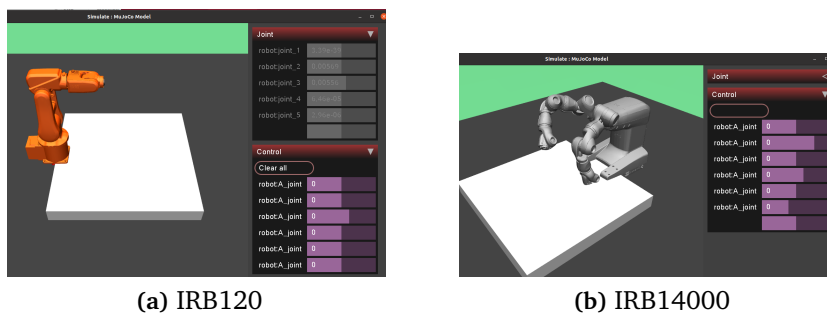 Simulate : MuJoCo Model
Joint
robot:joint_1
robot:joint_2
robot:joint_3
robot:joint_4
robot:joint_5
Control
Clear all
robot:A_joint 0
robot:A_joint 0
robot:A_joint 0
robot:A_joint 0
robot:A_joint 0
robot:A_joint 0
(a) IRB120
Simulate : MuJoCo Model
Joint
Control
robot:A_joint 0
robot:A_joint 0
robot:A_joint 0
robot:A_joint 0
robot:A_joint 0
robot:A_joint 0
(b) IRB14000